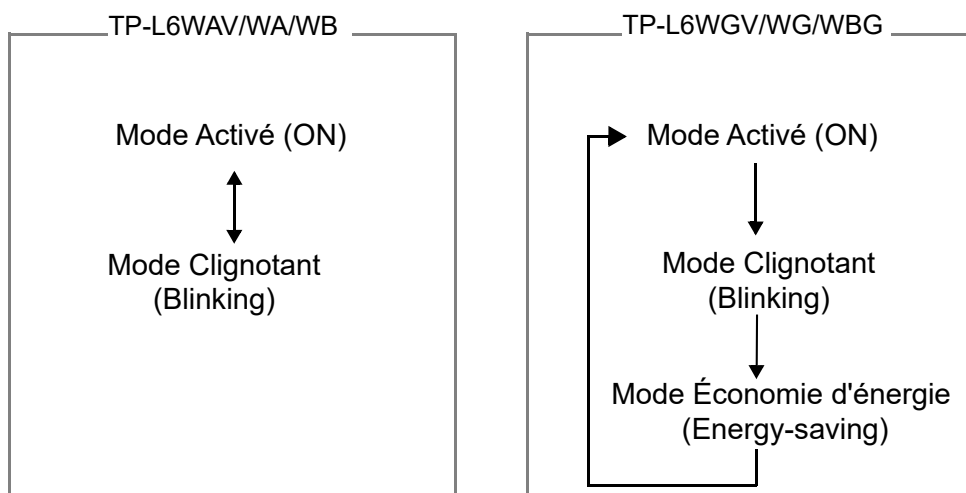 TP-L6WAV/WA/WB
Mode Activé (ON)
Mode Clignotant
(Blinking)
TP-L6WGV/WG/WBG
Mode Activé (ON)
Mode Clignotant
(Blinking)
Mode Économie d'énergie
(Energy-saving)